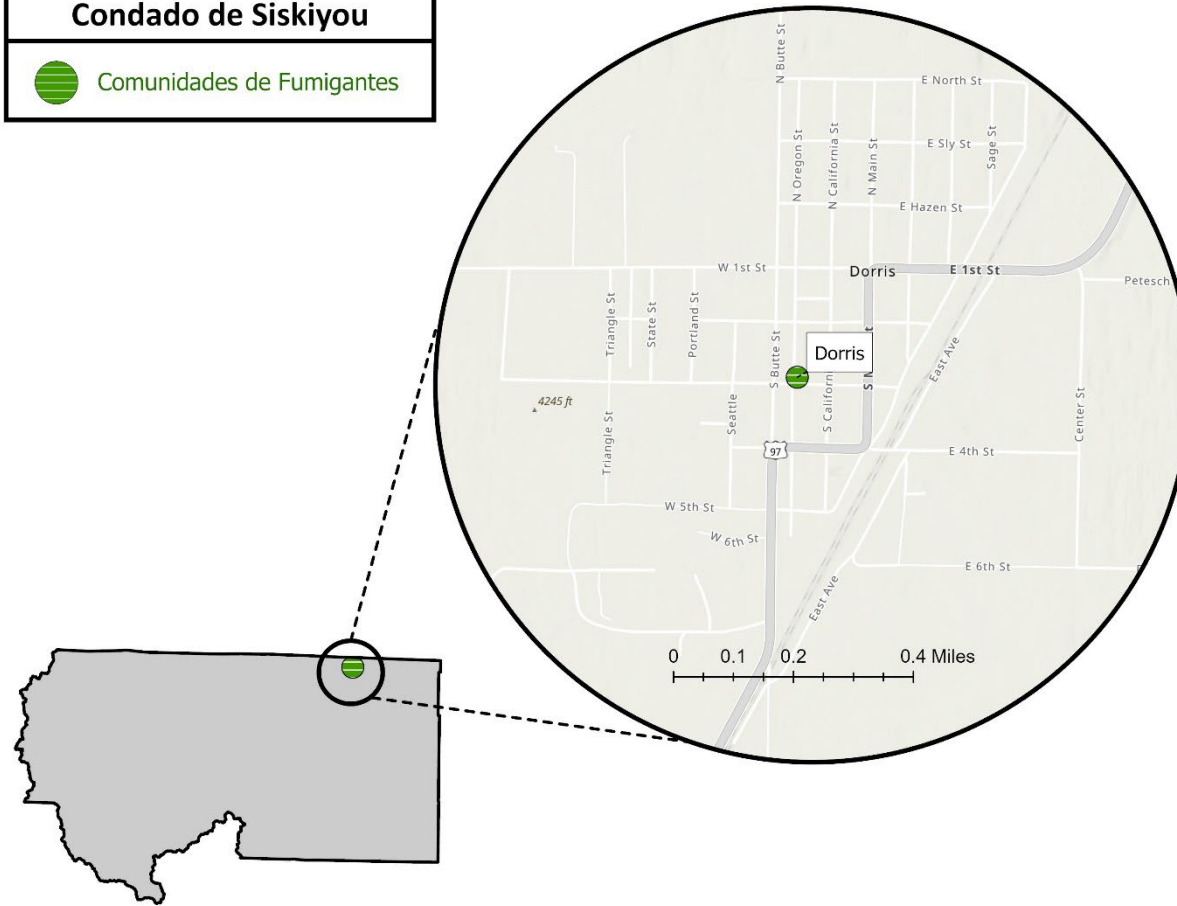 Condado de Siskiyou
Comunidades de Fumigantes
N Butte St
E North St
N Oregon St
N California St
N Main St
E Sly St
Sage St
E Hazen St
W 1st St
Dorris
E 1st St
Petesch
Triangle St
State St
Portland St
S Butte St
Dorris
East Ave
4245 ft
Seattle
S Californ
Center St
Triangle St
97
E 4th St
W 5th St
W 6th St
E 6th St
East Ave
0 0.1 0.2 0.4 Miles